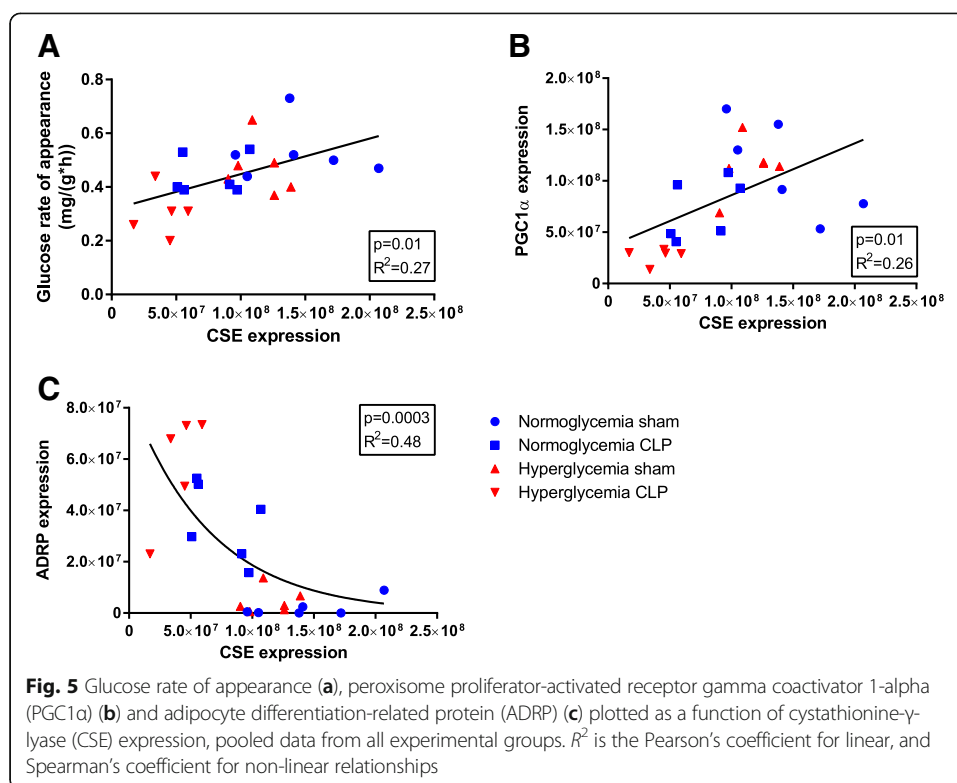 A
Glucose rate of appearance
(mg/(g*h))
0.8
0.6
0.4
0.2
0.0
p=0.01
R²=0.27
0
5.0×10⁷
1.0×10⁸
1.5×10⁸
2.0×10⁸
2.5×10⁸
CSE expression
B
PGC1α expression
2.0×10⁸
1.5×10⁸
1.0×10⁸
5.0×10⁷
0
p=0.01
R²=0.26
0
5.0×10⁷
1.0×10⁸
1.5×10⁸
2.0×10⁸
2.5×10⁸
CSE expression
C
ADRP expression
8.0×10⁷
6.0×10⁷
4.0×10⁷
2.0×10⁷
0
p=0.0003
R²=0.48
0
5.0×10⁷
1.0×10⁸
1.5×10⁸
2.0×10⁸
2.5×10⁸
CSE expression
Normoglycemia sham
Normoglycemia CLP
Hyperglycemia sham
Hyperglycemia CLP
Fig. 5 Glucose rate of appearance (a), peroxisome proliferator-activated receptor gamma coactivator 1-alpha
(PGC1α) (b) and adipocyte differentiation-related protein (ADRP) (c) plotted as a function of cystathionine-γ-
lyase (CSE) expression, pooled data from all experimental groups. R² is the Pearson's coefficient for linear, and
Spearman's coefficient for non-linear relationships